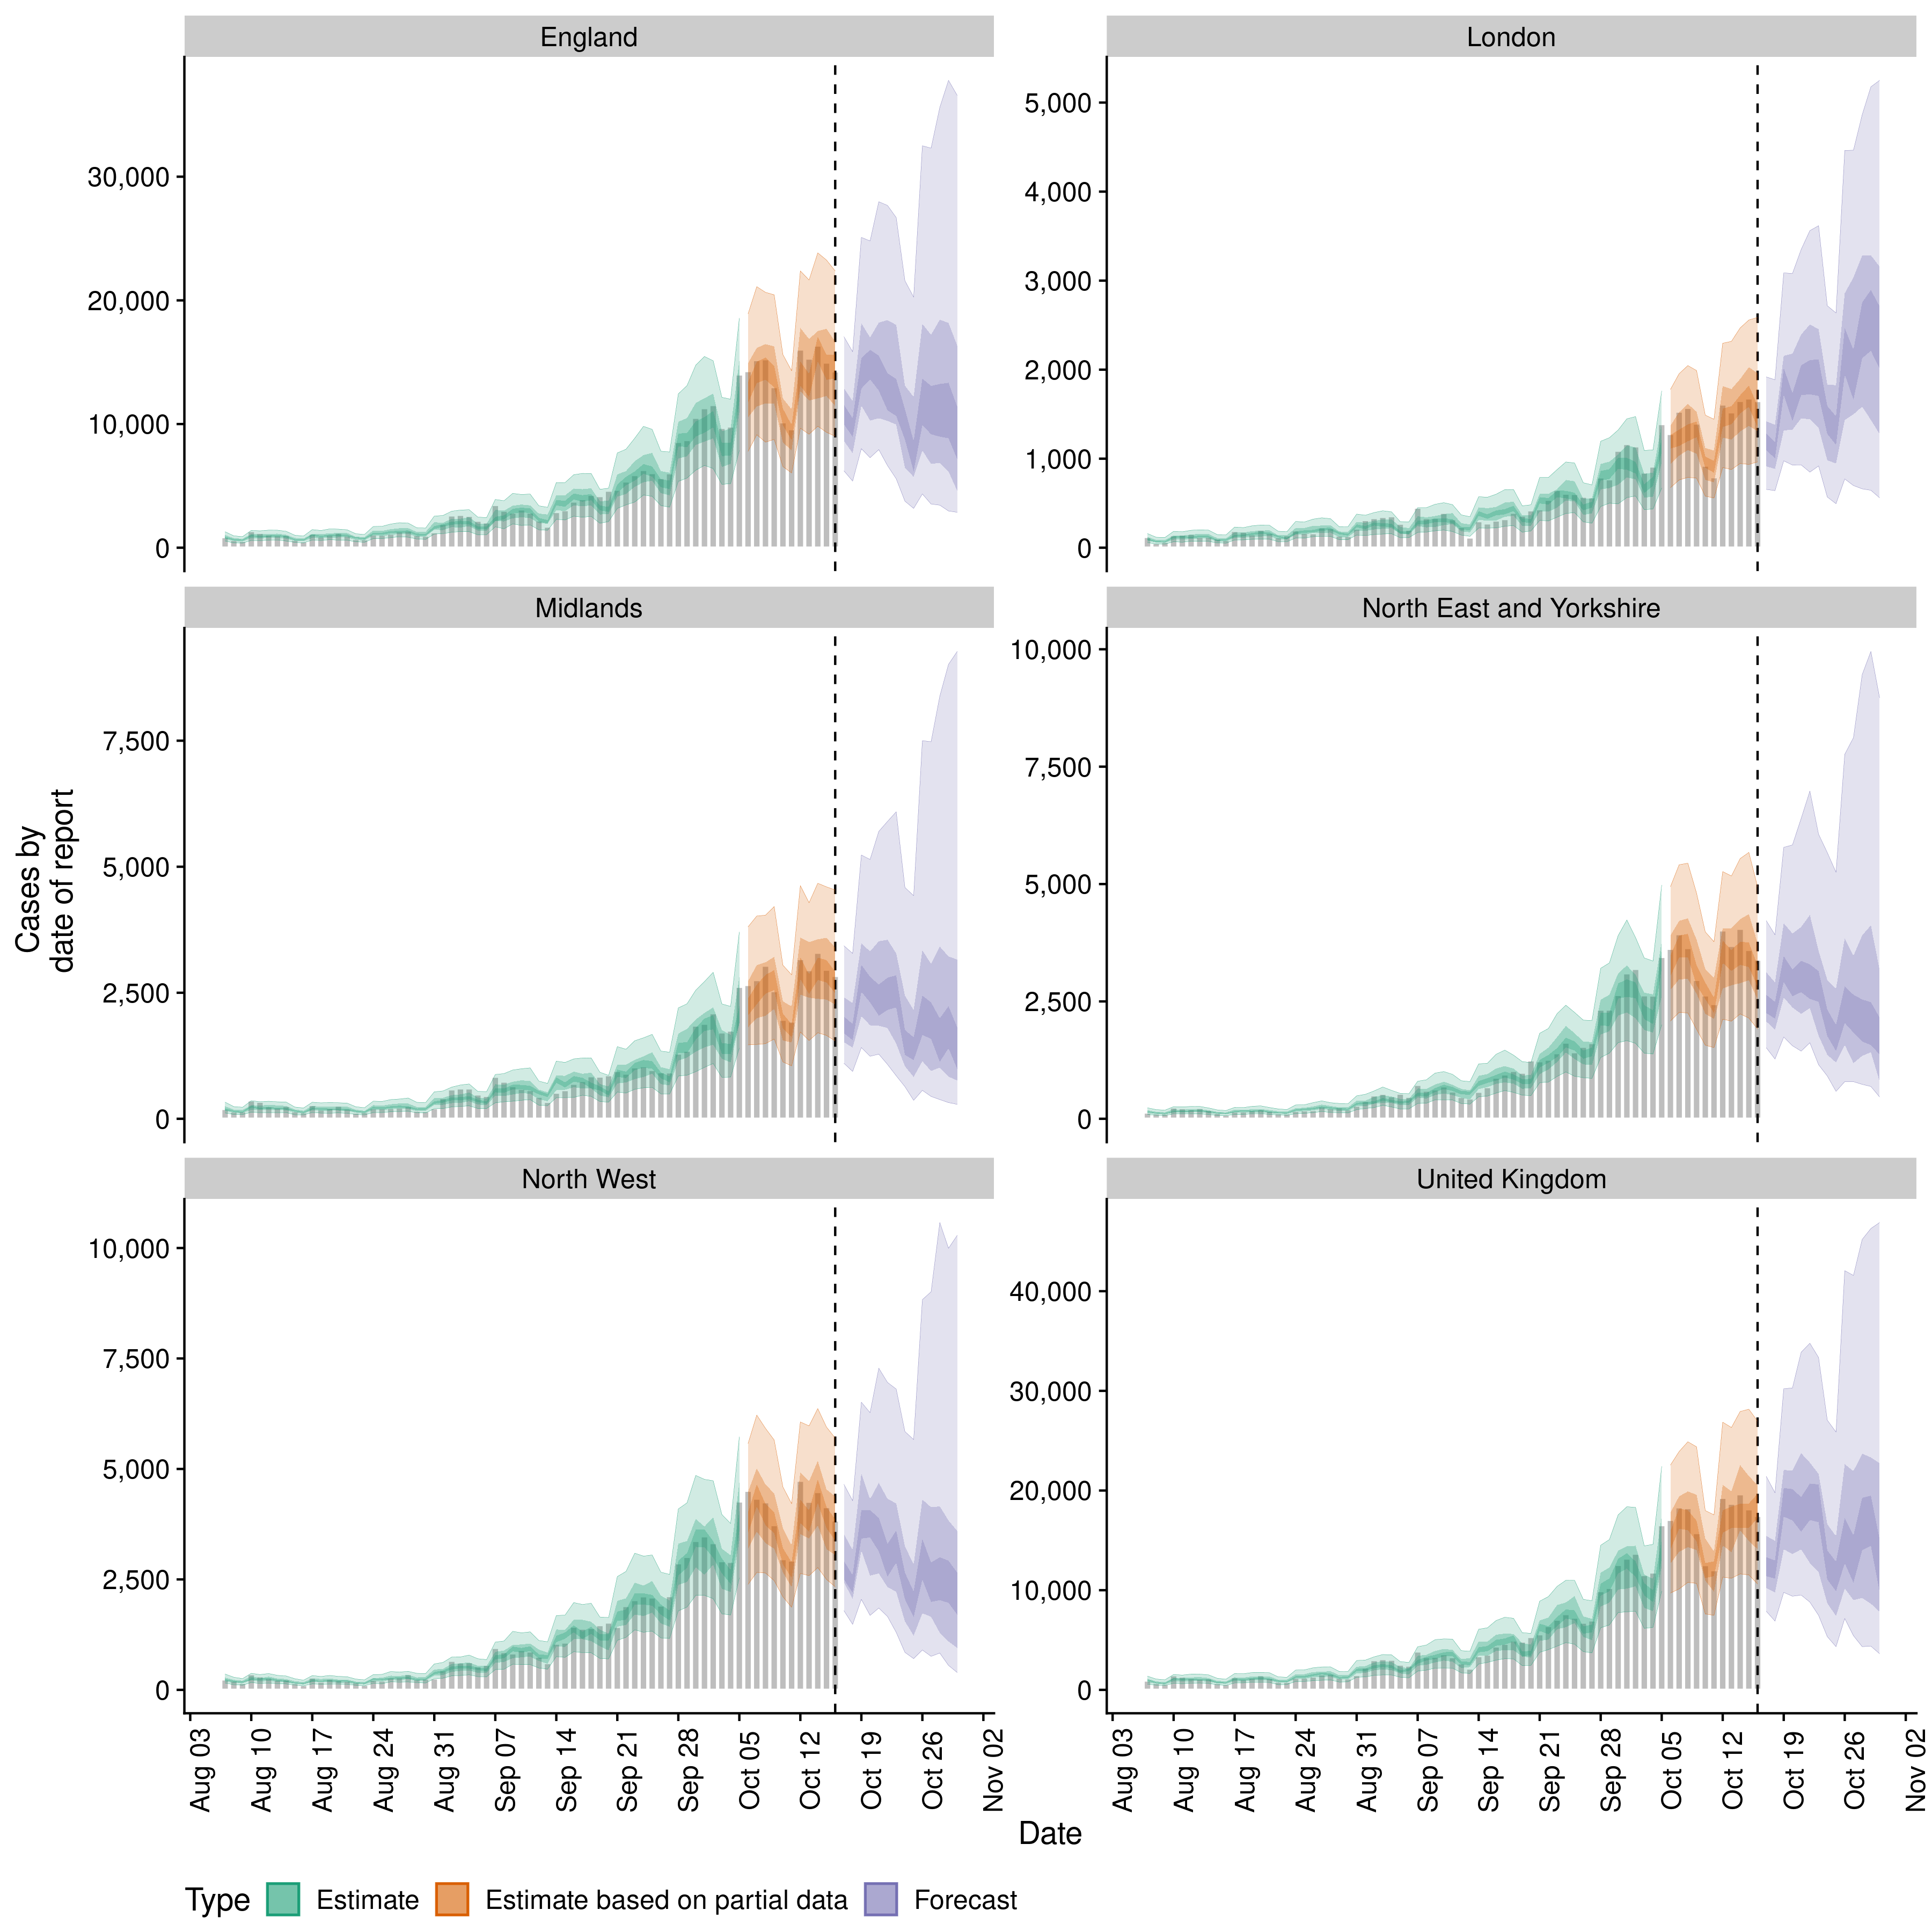 England
London
30,000
20,000
10,000
0
5,000
4,000
3,000
2,000
1,000
0
Midlands
North East and Yorkshire
7,500
5,000
2,500
0
10,000
7,500
5,000
2,500
0
Cases by
date of report
North West
United Kingdom
10,000
7,500
5,000
2,500
0
40,000
30,000
20,000
10,000
0
Aug 03
Aug 10
Aug 17
Aug 24
Aug 31
Sep 07
Sep 14
Sep 21
Sep 28
Oct 05
Oct 12
Oct 19
Oct 26
Nov 02
Aug 03
Aug 10
Aug 17
Aug 24
Aug 31
Sep 07
Sep 14
Sep 21
Sep 28
Oct 05
Oct 12
Oct 19
Oct 26
Nov 02
Date
Type Estimate Estimate based on partial data Forecast